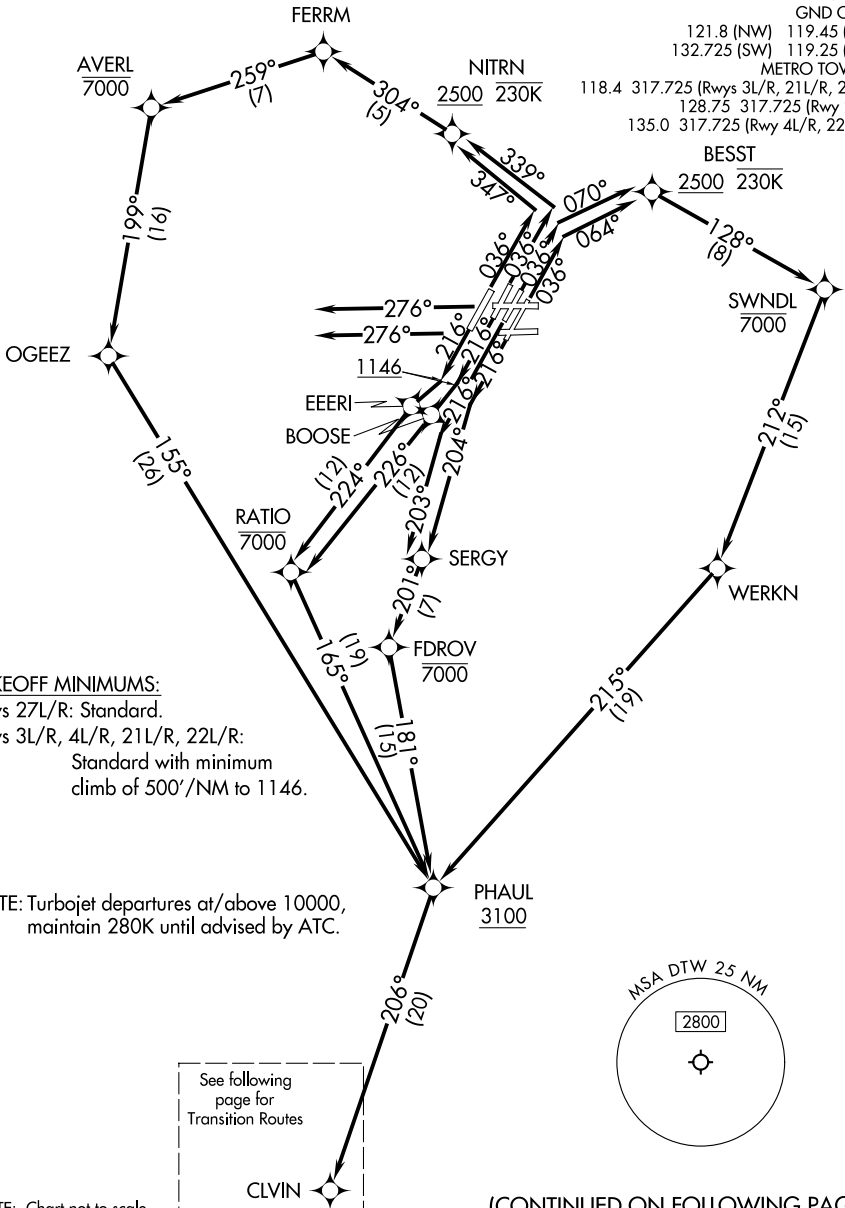 GND C
121.8 (NW) 119.45 (
132.725 (SW) 119.25 (
METRO TOW
118.4 317.725 (Rwys 3L/R, 21L/R, 2
128.75 317.725 (Rwy
135.0 317.725 (Rwy 4L/R, 22
FERRM
AVERL
7000
259°
(7)
304°
(5)
NITRN
2500 230K
339°
347°
BESST
2500 230K
070°
064°
128°
(8)
199°
(16)
036°
036°
036°
036°
SWNDL
7000
276°
276°
216°
216°
216°
216°
1146
OGEEZ
EEERI
BOOSE
212°
(15)
155°
(26)
(12)
224°
226°
(12)
203°
204°
RATIO
7000
SERGY
WERKN
201°
(7)
(19)
165°
FDROV
7000
181°
(15)
215°
(19)
KEOFF MINIMUMS:
ys 27L/R: Standard.
ys 3L/R, 4L/R, 21L/R, 22L/R:
Standard with minimum
climb of 500'/NM to 1146.
TE: Turbojet departures at/above 10000,
maintain 280K until advised by ATC.
PHAUL
3100
206°
(20)
MSA DTW 25 NM
2800
See following
page for
Transition Routes
CLVIN
TE: Chart not to scale
(CONTINUED ON FOLLOWING PAG